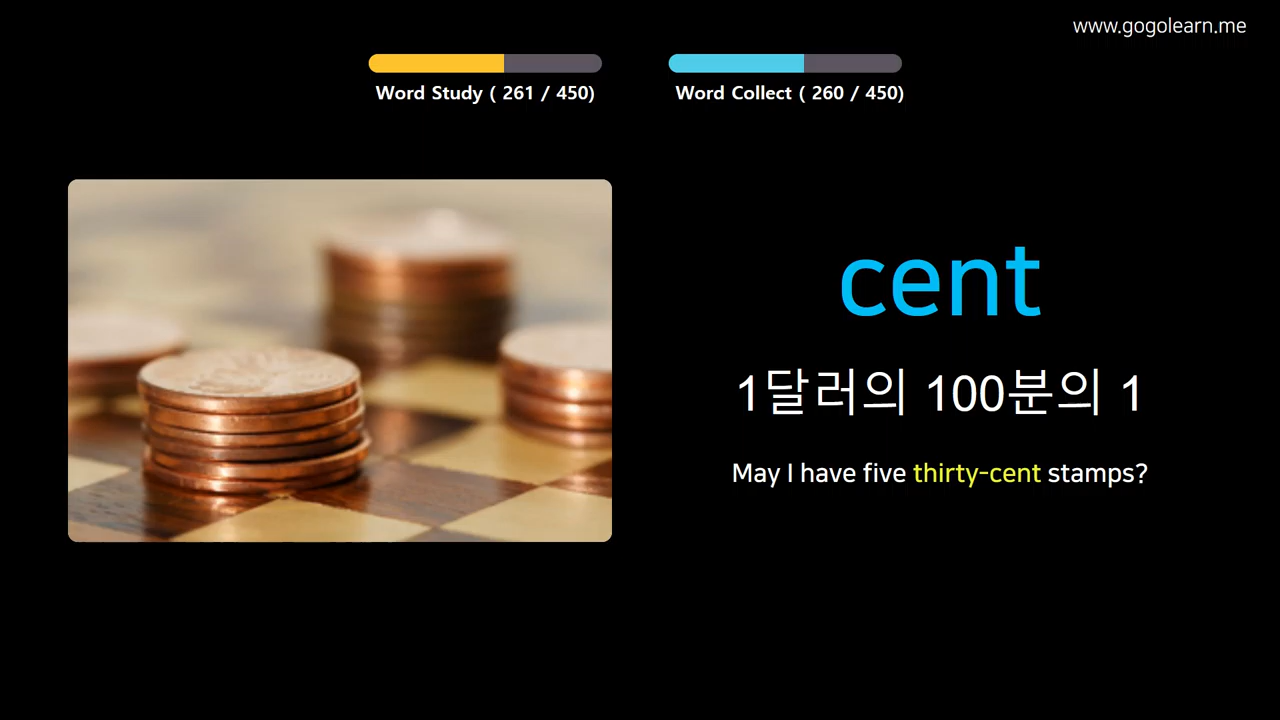 www.gogolearn.me
Word Study ( 261 / 450)
Word Collect ( 260 / 450)
cent
1달러의 100분의 1
May I have five thirty-cent stamps?